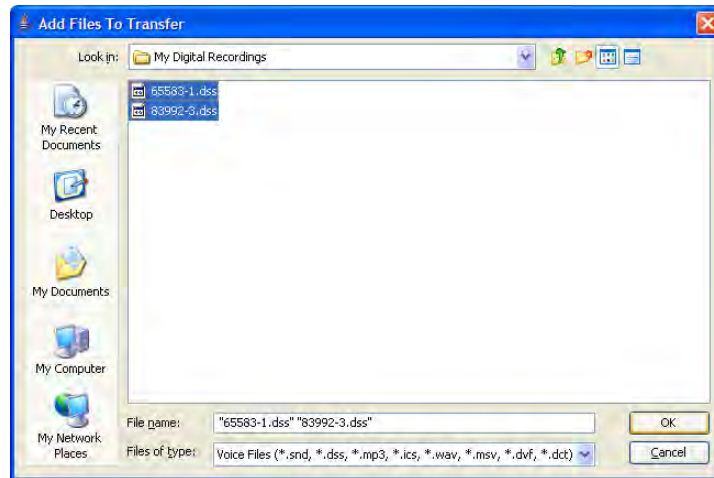 Add Files To Transfer
Look in: My Digital Recordings
65583-1.dss
83992-3.dss
My Recent
Documents
Desktop
My Documents
My Computer
My Network
Places
File name: "65583-1.dss" "83992-3.dss" OK
Files of type: Voice Files (*.snd, *.dss, *.mp3, *.ics, *.wav, *.msv, *.dvf, *.dct) Cancel